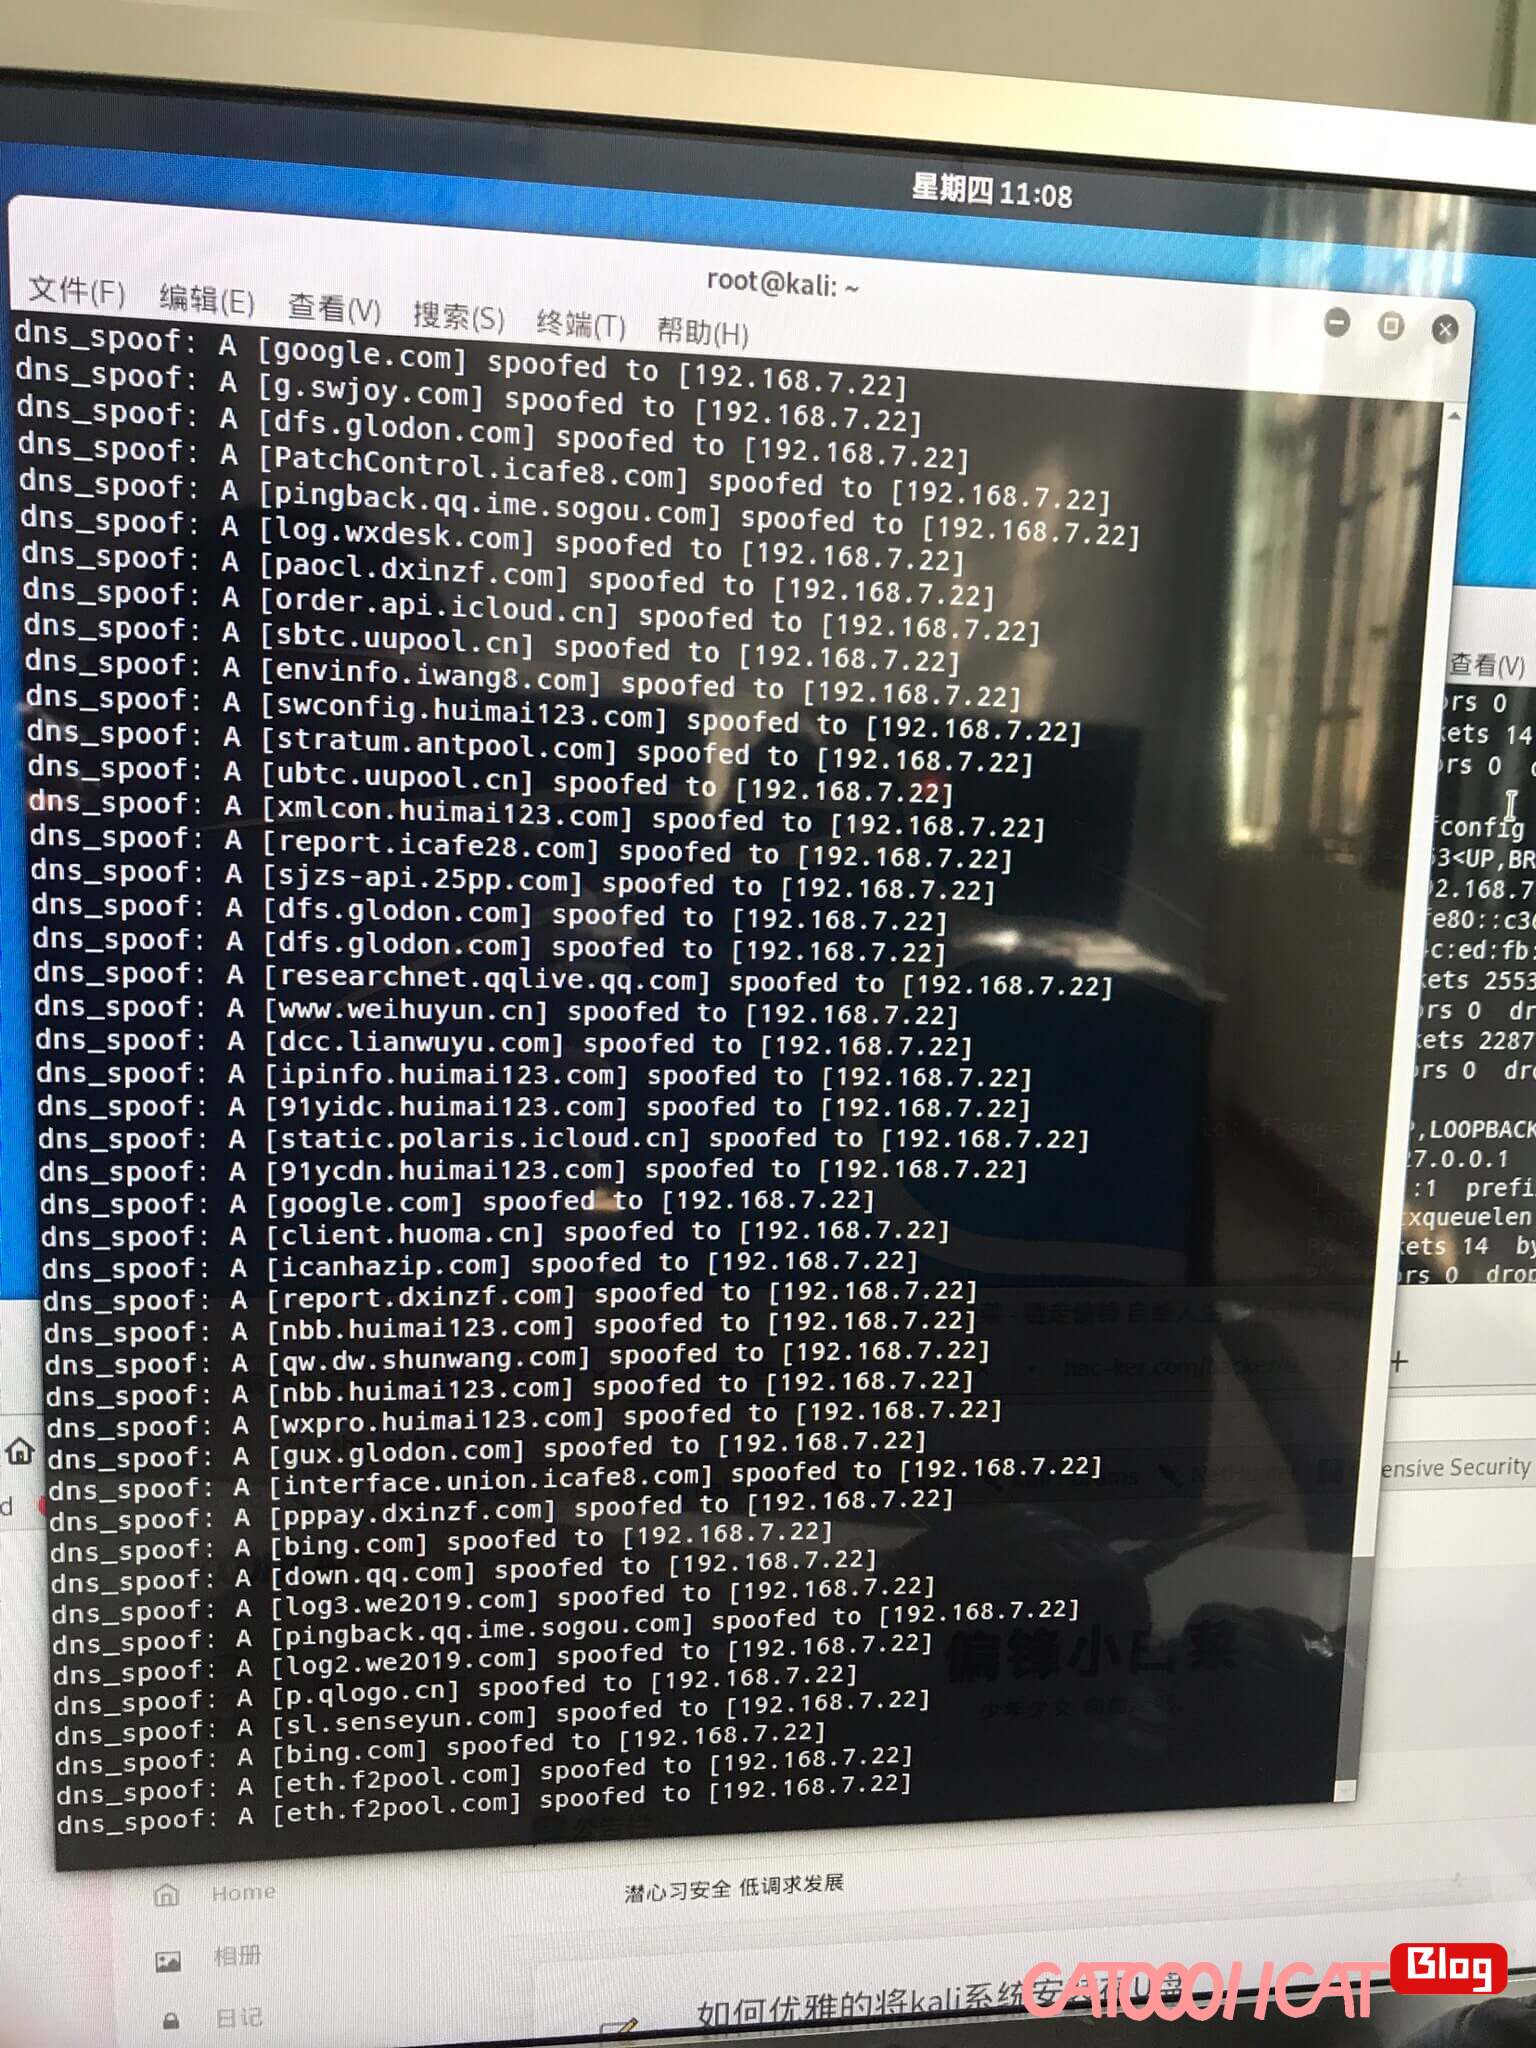 星期四 11:08
root@kali: ~
文件(F) 编辑(E) 查看(V) 搜索(S) 终端(T) 帮助(H)
dns_spoof: A [google.com] spoofed to [192.168.7.22]
dns_spoof: A [g.swjoy.com] spoofed to [192.168.7.22]
dns_spoof: A [dfs.glodon.com] spoofed to [192.168.7.22]
dns_spoof: A [PatchControl.icafe8.com] spoofed to [192.168.7.22]
dns_spoof: A [pingback.qq.ime.sogou.com] spoofed to [192.168.7.22]
dns_spoof: A [log.wxdesk.com] spoofed to [192.168.7.22]
dns_spoof: A [paocl.dxinzf.com] spoofed to [192.168.7.22]
dns_spoof: A [order.api.icloud.cn] spoofed to [192.168.7.22]
dns_spoof: A [sbtc.uupool.cn] spoofed to [192.168.7.22]
dns_spoof: A [envinfo.iwang8.com] spoofed to [192.168.7.22]
dns_spoof: A [swconfig.huimai123.com] spoofed to [192.168.7.22]
dns_spoof: A [stratum.antpool.com] spoofed to [192.168.7.22]
dns_spoof: A [ubtc.uupool.cn] spoofed to [192.168.7.22]
dns_spoof: A [xmlcon.huimai123.com] spoofed to [192.168.7.22]
dns_spoof: A [report.icafe28.com] spoofed to [192.168.7.22]
dns_spoof: A [sjzs-api.25pp.com] spoofed to [192.168.7.22]
dns_spoof: A [dfs.glodon.com] spoofed to [192.168.7.22]
dns_spoof: A [dfs.glodon.com] spoofed to [192.168.7.22]
dns_spoof: A [researchnet.qqlive.qq.com] spoofed to [192.168.7.22]
dns_spoof: A [www.weihuyun.cn] spoofed to [192.168.7.22]
dns_spoof: A [dcc.lianwuyu.com] spoofed to [192.168.7.22]
dns_spoof: A [ipinfo.huimai123.com] spoofed to [192.168.7.22]
dns_spoof: A [91yidc.huimai123.com] spoofed to [192.168.7.22]
dns_spoof: A [static.polaris.icloud.cn] spoofed to [192.168.7.22]
dns_spoof: A [91ycdn.huimai123.com] spoofed to [192.168.7.22]
dns_spoof: A [google.com] spoofed to [192.168.7.22]
dns_spoof: A [client.huoma.cn] spoofed to [192.168.7.22]
dns_spoof: A [icanhazip.com] spoofed to [192.168.7.22]
dns_spoof: A [report.dxinzf.com] spoofed to [192.168.7.22]
dns_spoof: A [nbb.huimai123.com] spoofed to [192.168.7.22]
dns_spoof: A [qw.dw.shunwang.com] spoofed to [192.168.7.22]
dns_spoof: A [nbb.huimai123.com] spoofed to [192.168.7.22]
dns_spoof: A [wxpro.huimai123.com] spoofed to [192.168.7.22]
dns_spoof: A [gux.glodon.com] spoofed to [192.168.7.22]
dns_spoof: A [interface.union.icafe8.com] spoofed to [192.168.7.22]
dns_spoof: A [pppay.dxinzf.com] spoofed to [192.168.7.22]
dns_spoof: A [bing.com] spoofed to [192.168.7.22]
dns_spoof: A [down.qq.com] spoofed to [192.168.7.22]
dns_spoof: A [log3.we2019.com] spoofed to [192.168.7.22]
dns_spoof: A [pingback.qq.ime.sogou.com] spoofed to [192.168.7.22]
dns_spoof: A [log2.we2019.com] spoofed to [192.168.7.22]
dns_spoof: A [p.qlogo.cn] spoofed to [192.168.7.22]
dns_spoof: A [sl.senseyun.com] spoofed to [192.168.7.22]
dns_spoof: A [bing.com] spoofed to [192.168.7.22]
dns_spoof: A [eth.f2pool.com] spoofed to [192.168.7.22]
dns_spoof: A [eth.f2pool.com] spoofed to [192.168.7.22]
查看(V)
rs 0
kets 14
rs 0
fconfig
63<UP,BR
92.168.7
fe80::c36
c:ed:fb:
kets 2553
rs 0 dr
kets 2287
rs 0 dro
,LOOPBACK
27.0.0.1
:1 prefi
txqueuelen
kets 14 by
rs 0 drop
ensive Security
偏锋小白菜
Home
潜心习安全 低调求发展
相册
日记
如何优雅的将kali系统安装在U盘
CATOOOHCAT Blog